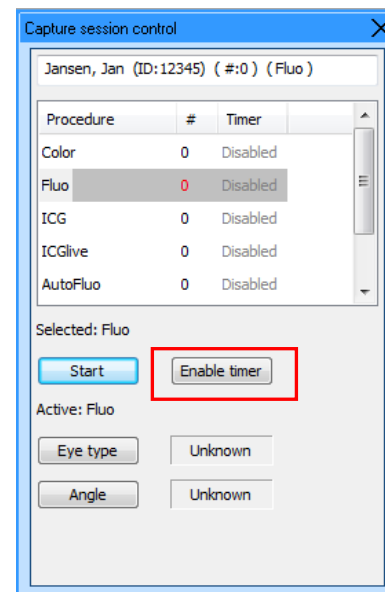 Capture session control
Jansen, Jan (ID:12345) ( #:0 ) ( Fluo )
Procedure # Timer
Color 0 Disabled
Fluo 0 Disabled
ICG 0 Disabled
ICGlive 0 Disabled
AutoFluo 0 Disabled
Selected: Fluo
Start Enable timer
Active: Fluo
Eye type Unknown
Angle Unknown